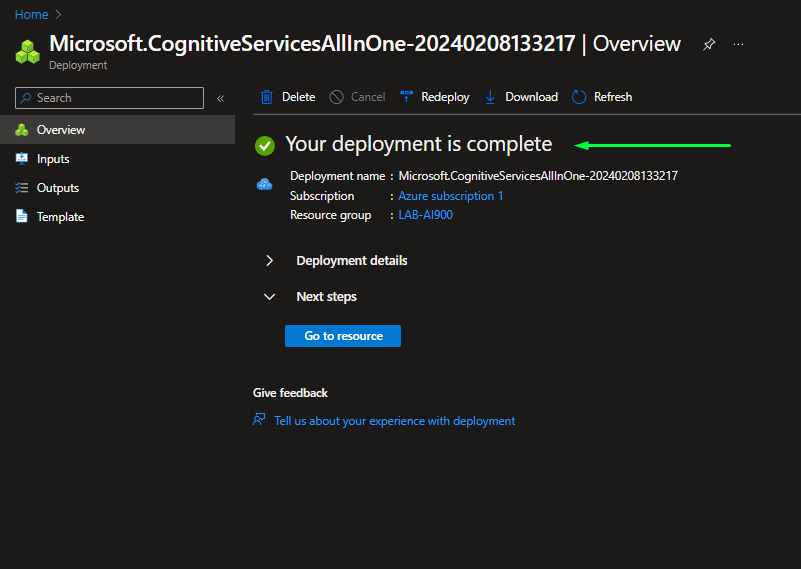 Home >
Microsoft.CognitiveServicesAllInOne-20240208133217 | Overview
Deployment
Search
Delete Cancel Redeploy Download Refresh
Overview
Inputs
Outputs
Template
Your deployment is complete
Deployment name : Microsoft.CognitiveServicesAllInOne-20240208133217
Subscription : Azure subscription 1
Resource group : LAB-AI900
Deployment details
Next steps
Go to resource
Give feedback
Tell us about your experience with deployment